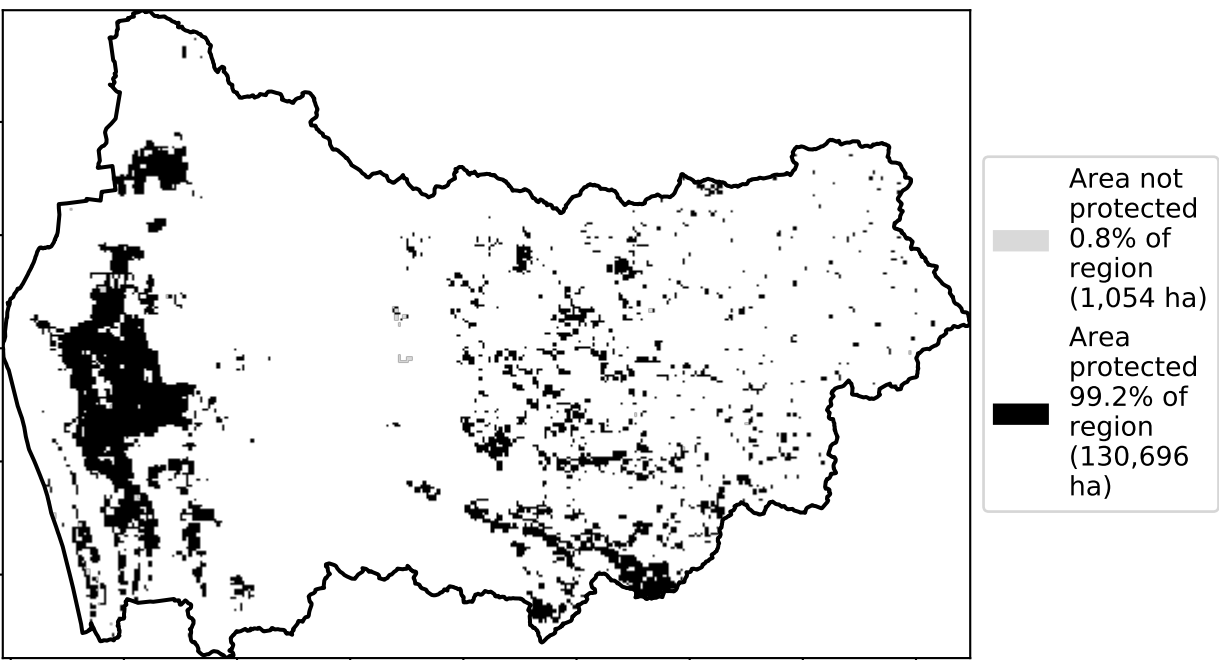 Area not
protected
0.8% of
region
(1,054 ha)
Area
protected
99.2% of
region
(130,696
ha)